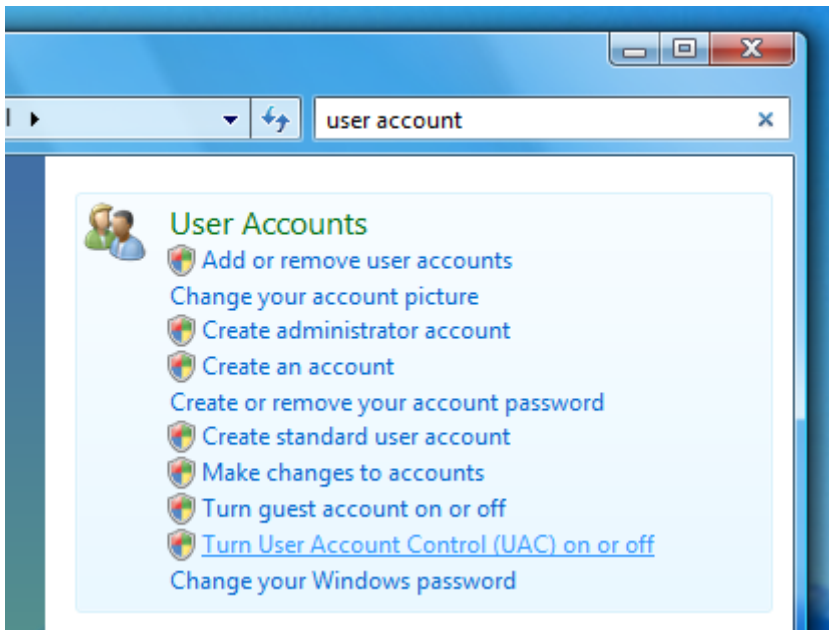 user account
User Accounts
Add or remove user accounts
Change your account picture
Create administrator account
Create an account
Create or remove your account password
Create standard user account
Make changes to accounts
Turn guest account on or off
Turn User Account Control (UAC) on or off
Change your Windows password